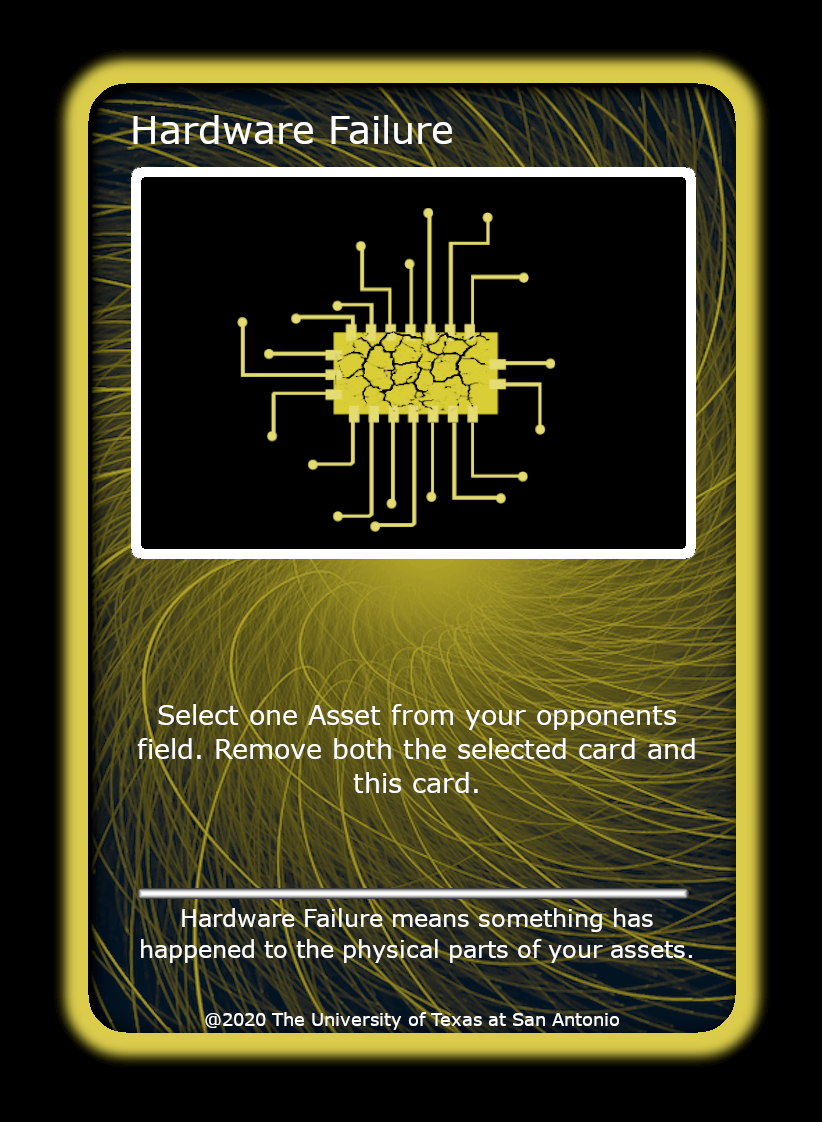 Hardware Failure
Select one Asset from your opponents
field. Remove both the selected card and
this card.
Hardware Failure means something has
happened to the physical parts of your assets.
@2020 The University of Texas at San Antonio